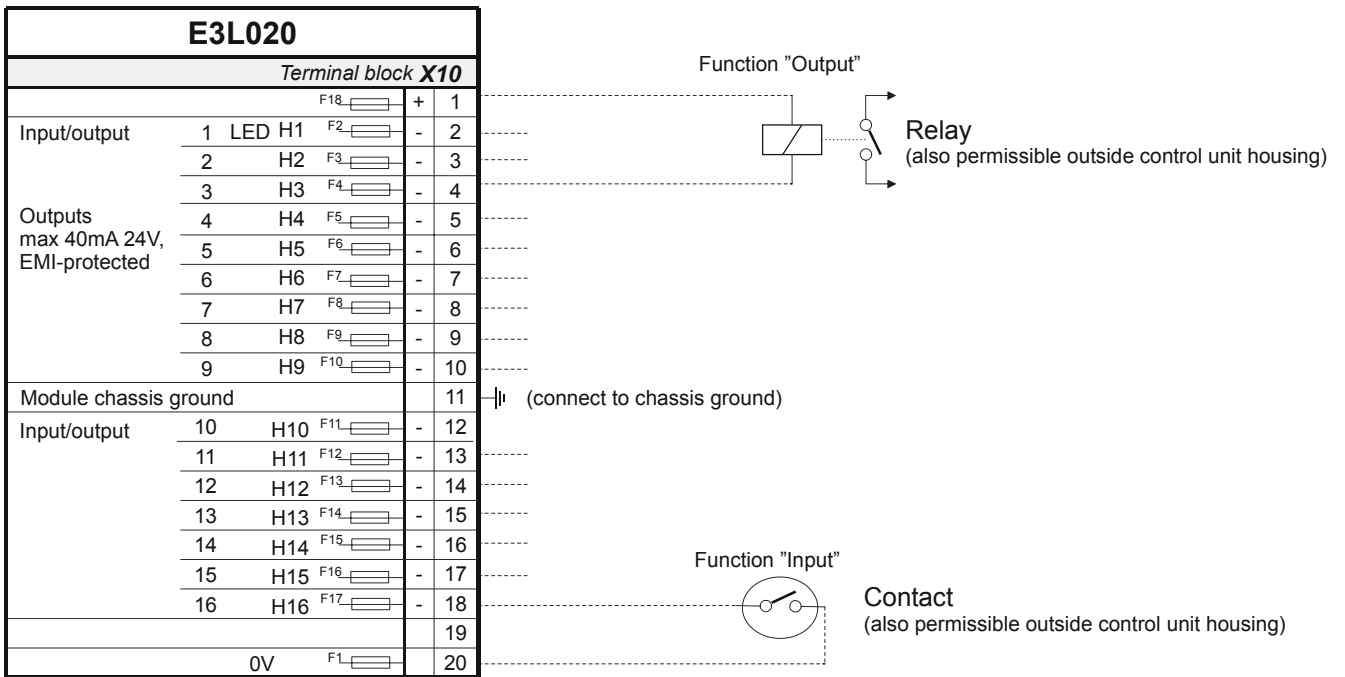 E3L020
Terminal block X10
F18 + 1
Input/output 1 LED H1 F2 - 2
2 H2 F3 - 3
3 H3 F4 - 4
Outputs 4 H4 F5 - 5
max 40mA 24V, 5 H5 F6 - 6
EMI-protected
6 H6 F7 - 7
7 H7 F8 - 8
8 H8 F9 - 9
9 H9 F10 - 10
Module chassis ground 11 (connect to chassis ground)
Input/output 10 H10 F11 - 12
11 H11 F12 - 13
12 H12 F13 - 14
13 H13 F14 - 15
14 H14 F15 - 16
15 H15 F16 - 17
16 H16 F17 - 18
19
0V F1 20
Function "Output"
Relay
(also permissible outside control unit housing)
Function "Input"
Contact
(also permissible outside control unit housing)